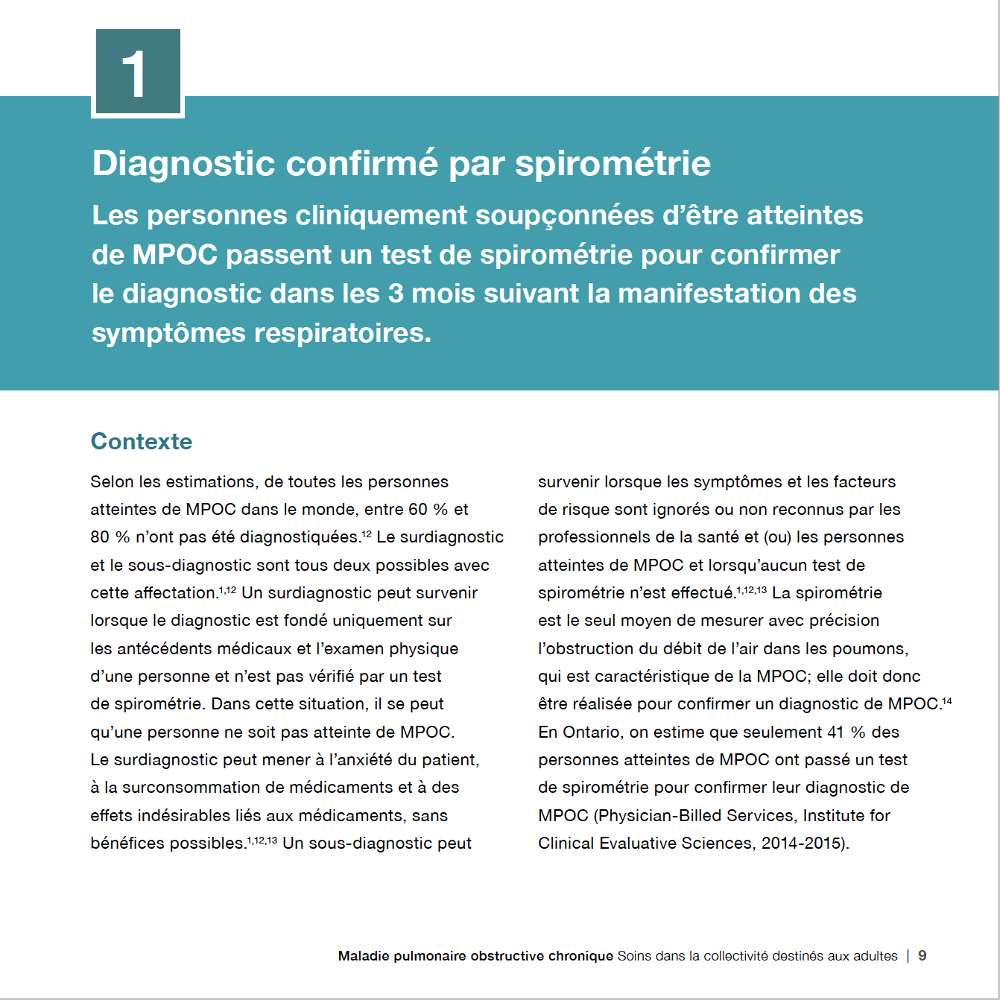 1
Diagnostic confirmé par spirométrie
Les personnes cliniquement soupçonnées d’être atteintes
de MPOC passent un test de spirométrie pour confirmer
le diagnostic dans les 3 mois suivant la manifestation des
symptômes respiratoires.
Contexte
Selon les estimations, de toutes les personnes
atteintes de MPOC dans le monde, entre 60 % et
80 % n’ont pas été diagnostiquées.12 Le surdiagnostic
et le sous-diagnostic sont tous deux possibles avec
cette affectation.1,12 Un surdiagnostic peut survenir
lorsque le diagnostic est fondé uniquement sur
les antécédents médicaux et l’examen physique
d’une personne et n’est pas vérifié par un test
de spirométrie. Dans cette situation, il se peut
qu’une personne ne soit pas atteinte de MPOC.
Le surdiagnostic peut mener à l’anxiété du patient,
à la surconsommation de médicaments et à des
effets indésirables liés aux médicaments, sans
bénéfices possibles.1,12,13 Un sous-diagnostic peut
survenir lorsque les symptômes et les facteurs
de risque sont ignorés ou non reconnus par les
professionnels de la santé et (ou) les personnes
atteintes de MPOC et lorsqu’aucun test de
spirométrie n’est effectué.1,12,13 La spirométrie
est le seul moyen de mesurer avec précision
l’obstruction du débit de l’air dans les poumons,
qui est caractéristique de la MPOC; elle doit donc
être réalisée pour confirmer un diagnostic de MPOC.14
En Ontario, on estime que seulement 41 % des
personnes atteintes de MPOC ont passé un test
de spirométrie pour confirmer leur diagnostic de
MPOC (Physician-Billed Services, Institute for
Clinical Evaluative Sciences, 2014-2015).
Maladie pulmonaire obstructive chronique Soins dans la collectivité destinés aux adultes | 9